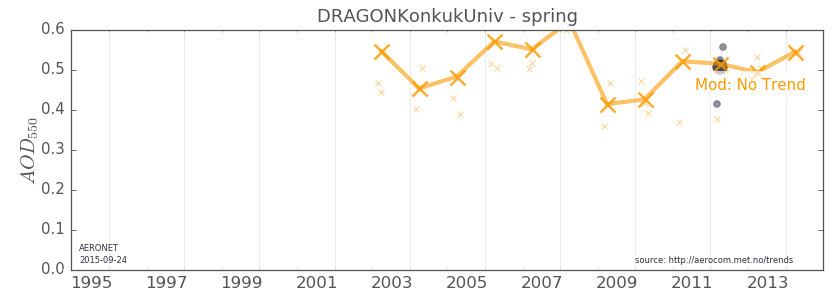 DRAGONKonkukUniv - spring
0.6
0.5
0.4
0.3
0.2
0.1
0.0
AOD550
Mod: No Trend
AERONET
2015-09-24
source: http://aerocom.met.no/trends
1995 1997 1999 2001 2003 2005 2007 2009 2011 2013